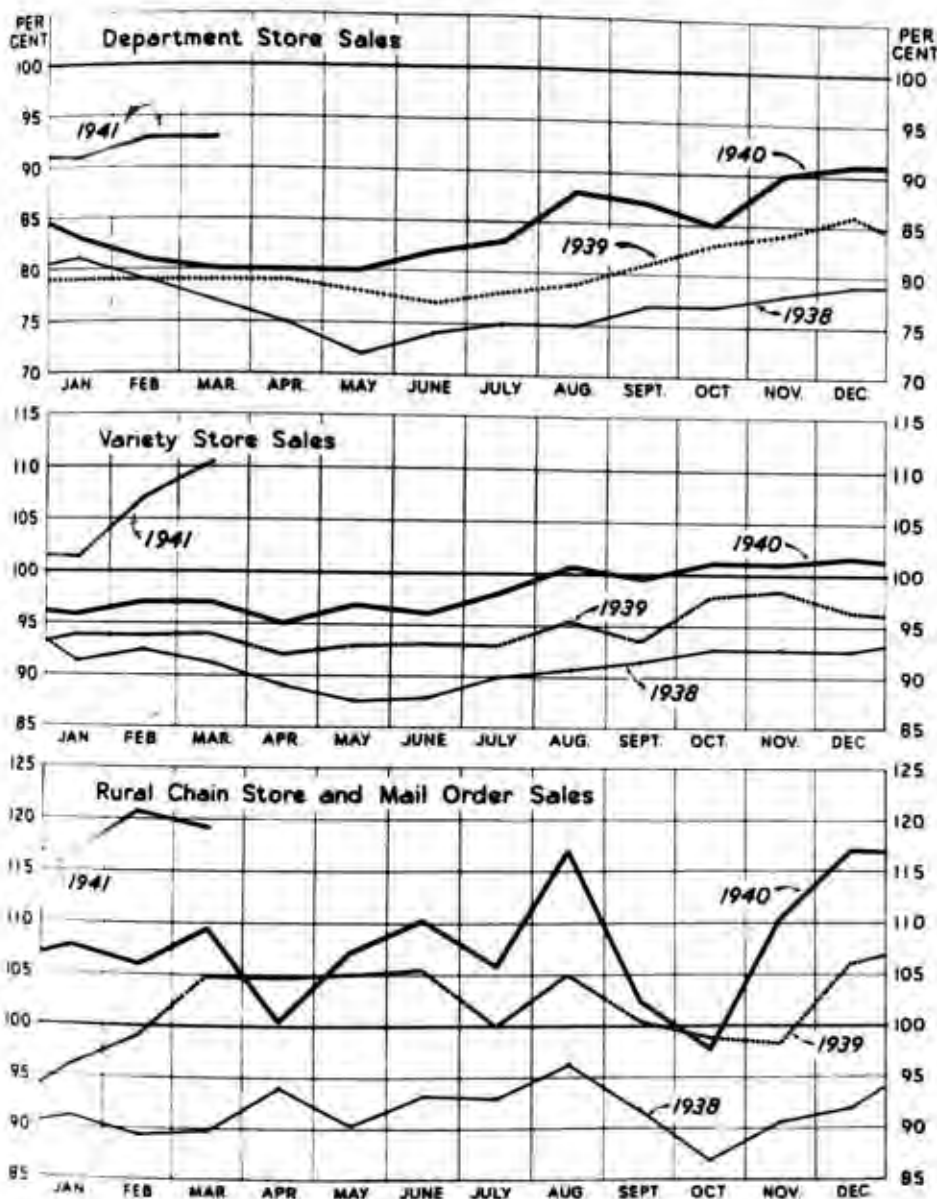 PER CENT
Department Store Sales
PER CENT
100
95
90
85
80
75
70
1941
1940
1939
1938
100
95
90
85
80
75
70
JAN.
FEB
MAR.
APR.
MAY
JUNE
JULY
AUG.
SEPT.
OCT.
NOV.
DEC.
115
110
105
100
95
90
85
Variety Store Sales
1941
1940
1939
1938
115
110
105
100
95
90
85
JAN
FEB
MAR.
APR.
MAY
JUNE
JULY
AUG.
SEPT.
OCT.
NOV.
DEC.
125
120
115
110
105
100
95
90
85
Rural Chain Store and Mail Order Sales
1941
1940
1939
1938
125
120
115
110
105
100
95
90
85
JAN
FEB
MAR.
APR.
MAY
JUNE
JULY
AUG.
SEPT.
OCT.
NOV.
DEC.